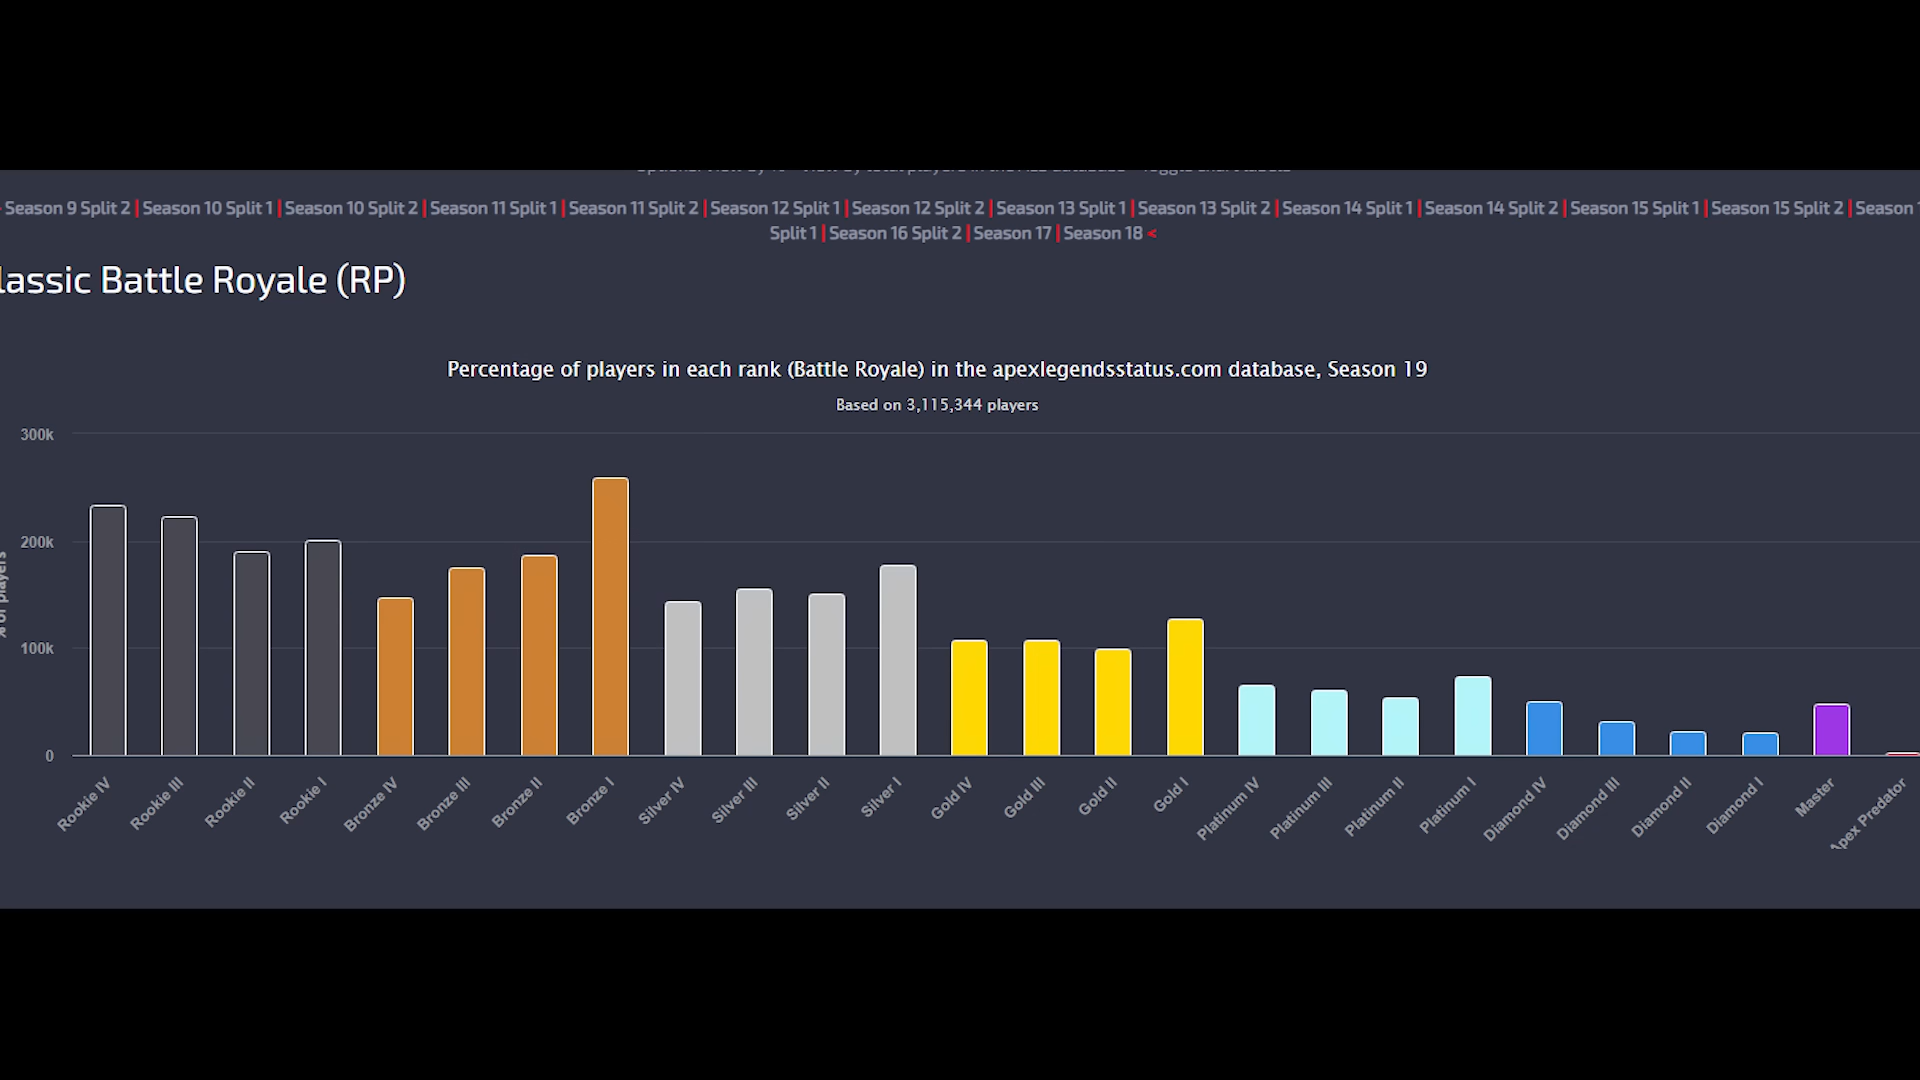 Season 9 Split 2 | Season 10 Split 1 | Season 10 Split 2 | Season 11 Split 1 | Season 11 Split 2 | Season 12 Split 1 | Season 12 Split 2 | Season 13 Split 1 | Season 13 Split 2 | Season 14 Split 1 | Season 14 Split 2 | Season 15 Split 1 | Season 15 Split 2 | Season
Split 1 | Season 16 Split 2 | Season 17 | Season 18 <
lassic Battle Royale (RP)
Percentage of players in each rank (Battle Royale) in the apexlegendsstatus.com database, Season 19
Based on 3,115,344 players
300k
200k
100k
0
% of players
Rookie IV
Rookie III
Rookie II
Rookie I
Bronze IV
Bronze III
Bronze II
Bronze I
Silver IV
Silver III
Silver II
Silver I
Gold IV
Gold III
Gold II
Gold I
Platinum IV
Platinum III
Platinum II
Platinum I
Diamond IV
Diamond III
Diamond II
Diamond I
Master
Apex Predator